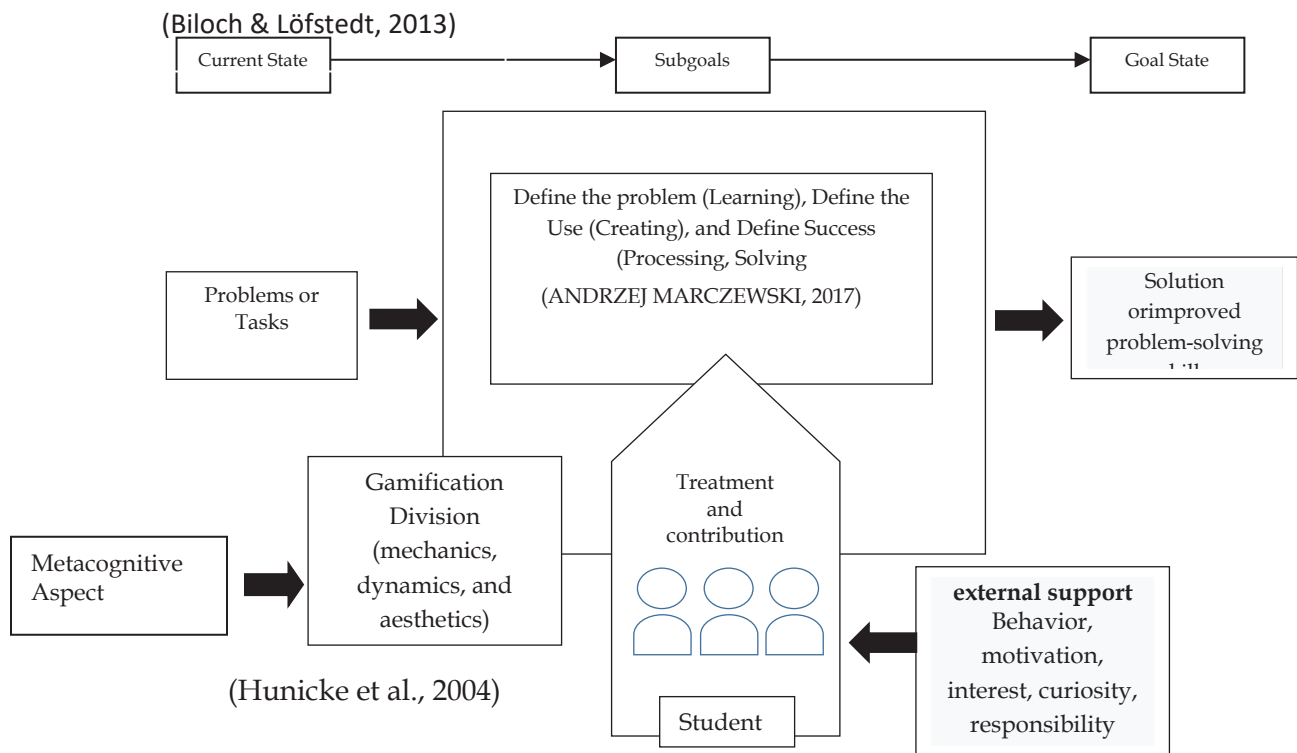 (Biloch & Löfstedt, 2013)
Current State
Subgoals
Goal State
Define the problem (Learning), Define the
Use (Creating), and Define Success
(Processing, Solving
(ANDRZEJ MARCZEWSKI, 2017)
Problems or
Tasks
Solution
orimproved
problem-solving
Gamification
Division
(mechanics,
dynamics, and
aesthetics)
Treatment
and
contribution
Metacognitive
Aspect
external support
Behavior,
motivation,
interest, curiosity,
responsibility
(Hunicke et al., 2004)
Student